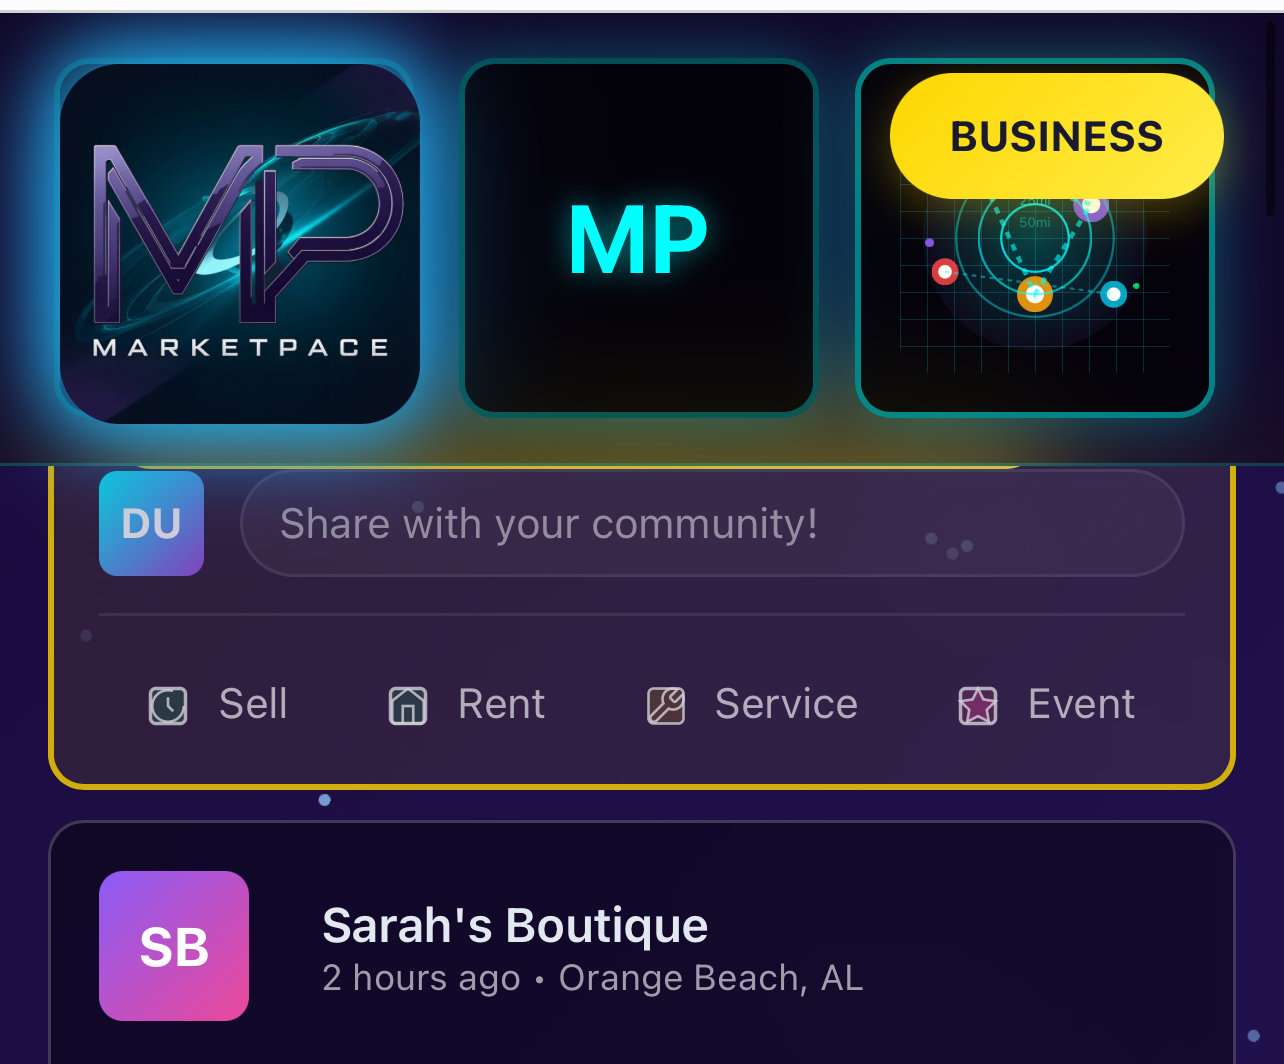 MP
MARKETPACE
MP
BUSINESS
25mi
50mi
DU
Share with your community!
Sell
Rent
Service
Event
SB
Sarah's Boutique
2 hours ago • Orange Beach, AL